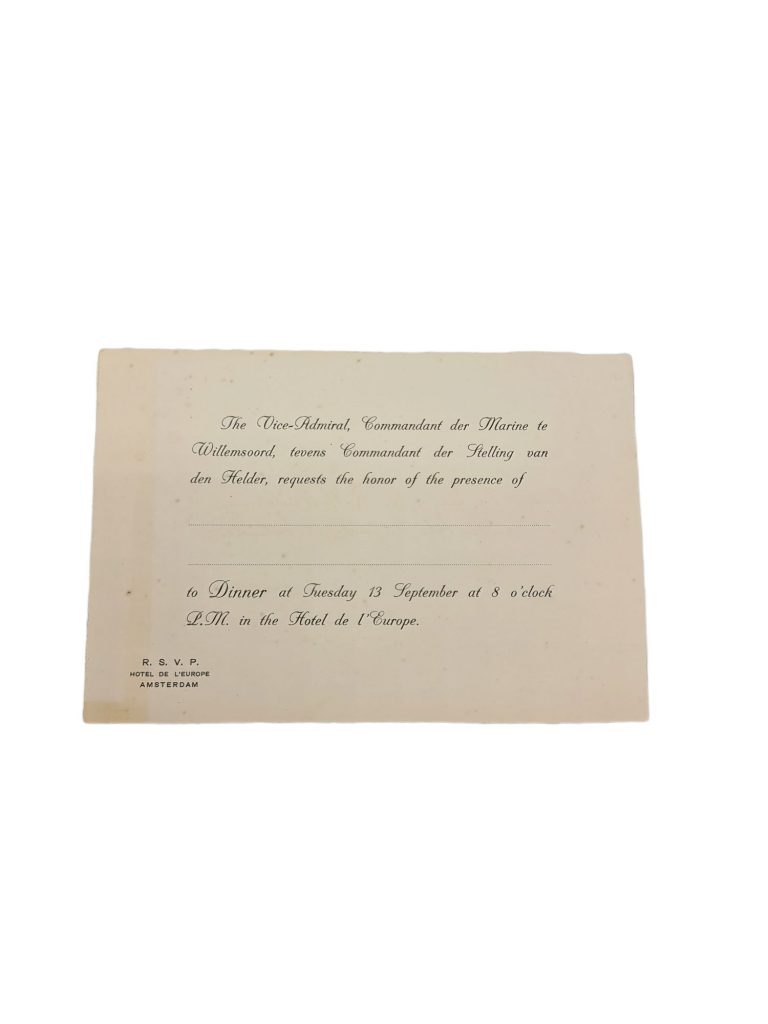 The Vice-Admiral, Commandant der Marine te
Willemsoord, tevens Commandant der Stelling van
den Helder, requests the honor of the presence of
to Dinner at Tuesday 13 September at 8 o'clock
P.M. in the Hotel de l'Europe.
R. S. V. P.
HOTEL DE L'EUROPE
AMSTERDAM